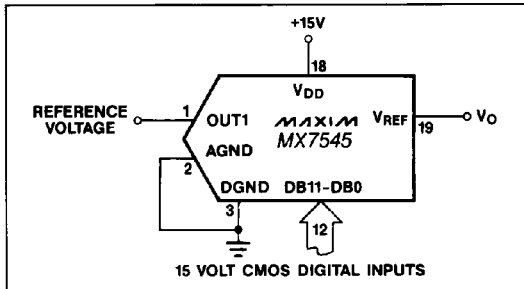 +15V
18
VDD
REFERENCE
VOLTAGE
1
OUT1
MAXIM
MX7545
VREF
19
VO
AGND
2
DGND
DB11-DB0
3
12
15 VOLT CMOS DIGITAL INPUTS